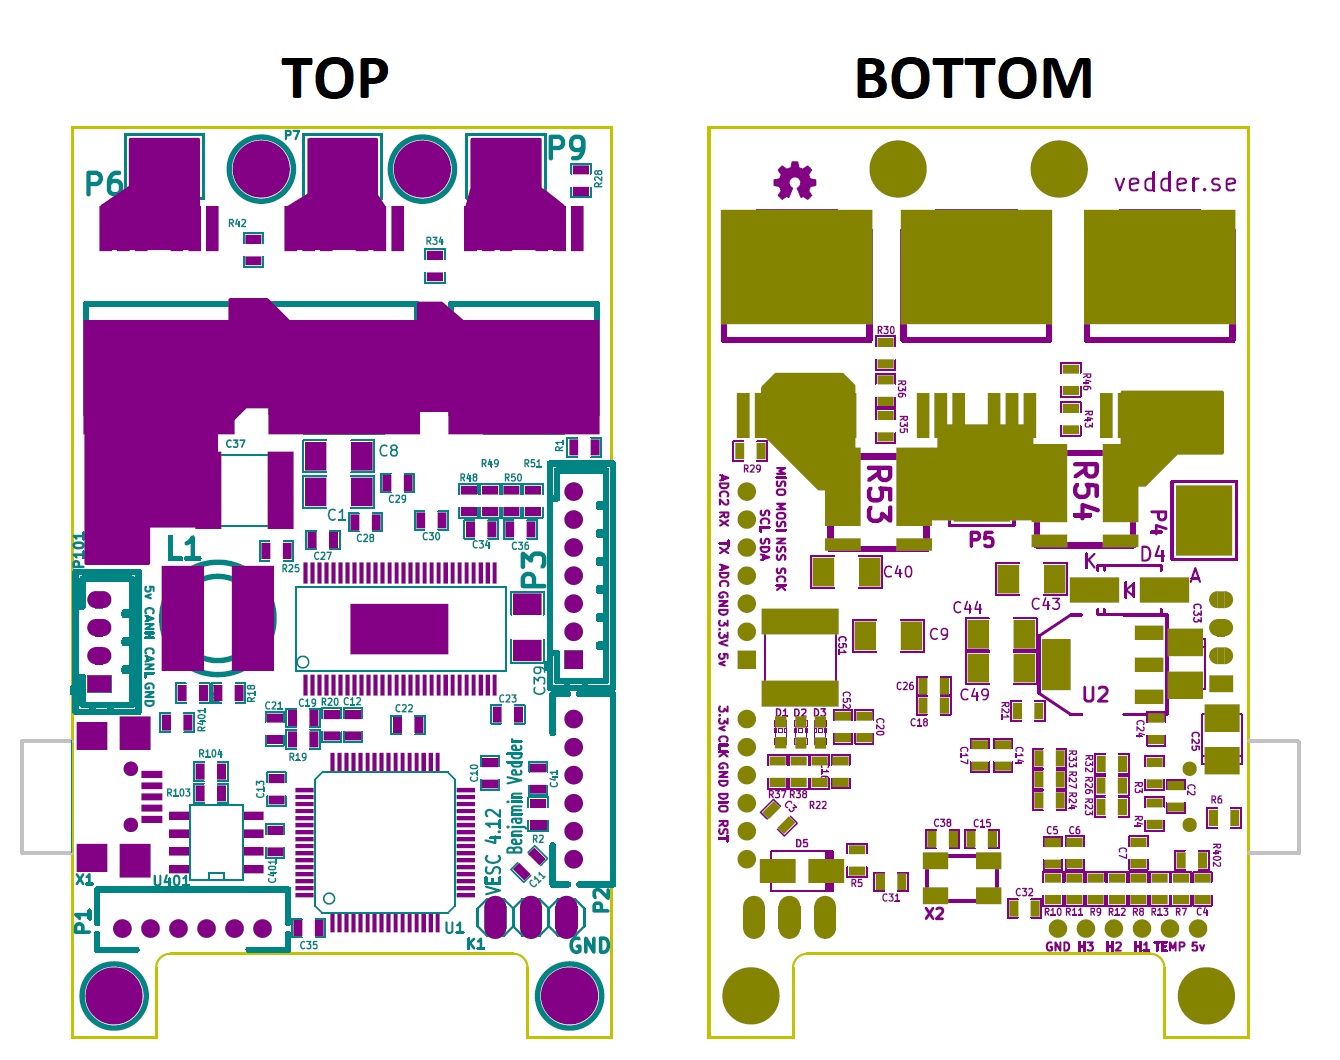 TOP
BOTTOM
P6
P7
P9
R28
R42
R34
C37
C8
R1
C1
C29
R48
R49
R50
R51
C28
C30
C34
C36
C27
L1
R25
P101
5v CANM CANL GND
P3
C39
R401
R18
C21
C19
R20
C12
R19
C22
C23
R104
R103
C13
C10
C41
R2
C11
C401
VESC 4.12
Benjamin Vedder
X1
U401
P1
C35
U1
K1
P2
GND
vedder.se
R30
R36
R35
R46
R43
R29
R53
R54
P5
P4
D4
K
A
ADC2 RX TX ADC GND 3.3V 5v
MISO MOSI NSS SCK
SCL SDA
C40
C43
C44
C9
C49
C51
C33
U2
C26
C18
R21
C52
C20
D1 D2 D3
3.3v CLK GND DIO RST
C17
C14
C24
C25
R33
R27
R24
R32
R26
R23
R3
C2
R4
R6
R37
R38
R22
C3
C38
C15
C5
C6
C7
R402
D5
R5
C31
X2
C32
R10
R11
R9
R12
R8
R13
R7
C4
GND H3 H2 H1 TEMP 5v